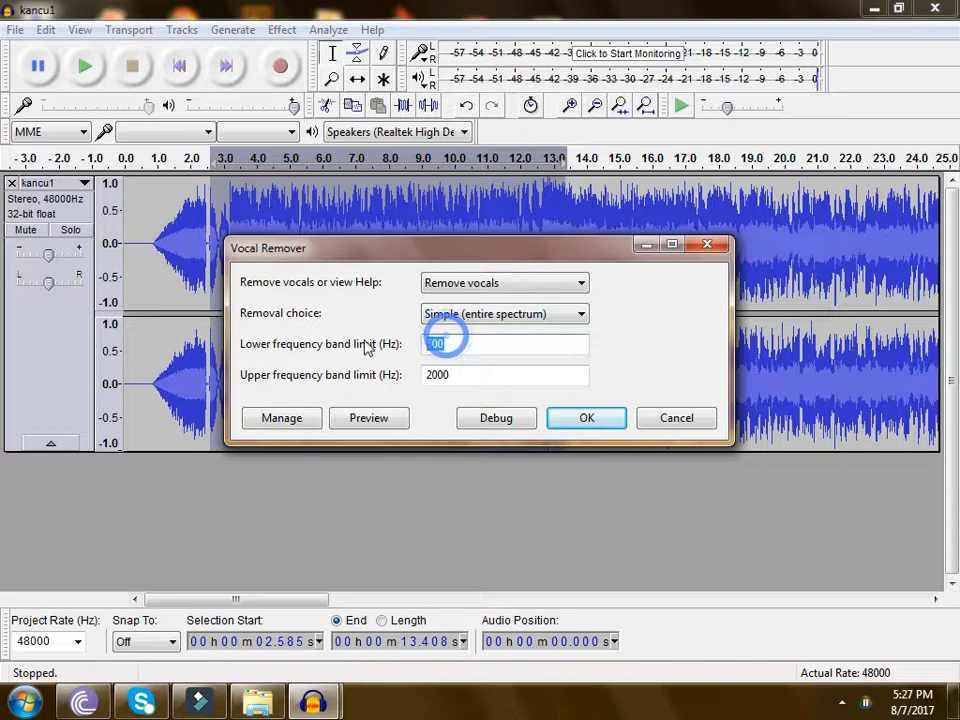 kancu1
File Edit View Transport Tracks Generate Effect Analyze Help
L R -57 -54 -51 -48 -45 -42 Click to Start Monitoring -18 -15 -12 -9 -6 -3 0
L R -57 -54 -51 -48 -45 -42 -39 -36 -33 -30 -27 -24 -21 -18 -15 -12 -9 -6 -3 0
MME Speakers (Realtek High De
-3.0 -2.0 -1.0 0.0 1.0 2.0 3.0 4.0 5.0 6.0 7.0 8.0 9.0 10.0 11.0 12.0 13.0 14.0 15.0 16.0 17.0 18.0 19.0 20.0 21.0 22.0 23.0 24.0 25.0
kancu1
Stereo, 48000Hz
32-bit float
Mute Solo
- +
L R
1.0
0.5-
0.0-
-0.5-
-1.0
1.0
0.5-
0.0-
-0.5-
-1.0
Vocal Remover
Remove vocals or view Help: Remove vocals
Removal choice: Simple (entire spectrum)
Lower frequency band limit (Hz): 500
Upper frequency band limit (Hz): 2000
Manage Preview Debug OK Cancel
Project Rate (Hz): Snap To: Selection Start: End Length Audio Position:
48000 Off 00 h 00 m 02.585 s 00 h 00 m 13.408 s 00 h 00 m 00.000 s
Stopped. Actual Rate: 48000
5:27 PM
8/7/2017